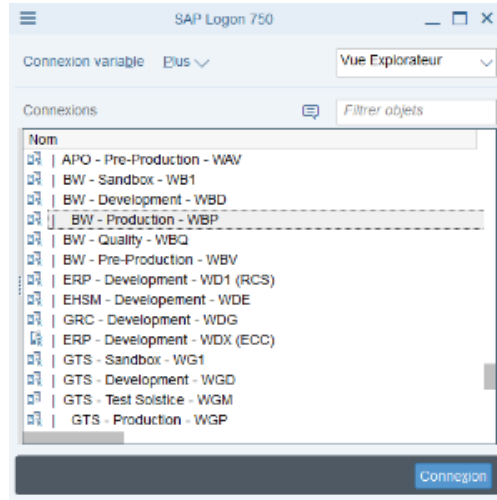 SAP Logon 750
Connexion variable Plus
Vue Explorateur
Connexions
Filtrer objets
Nom
| APO - Pre-Production - WAV
| BW - Sandbox - WB1
| BW - Development - WBD
| BW - Production - WBP
| BW - Quality - WBQ
| BW - Pre-Production - WBV
| ERP - Development - WD1 (RCS)
| EHSM - Developement - WDE
| GRC - Development - WDG
| ERP - Development - WDX (ECC)
| GTS - Sandbox - WG1
| GTS - Development - WGD
| GTS - Test Solstice - WGM
| GTS - Production - WGP
Connexion